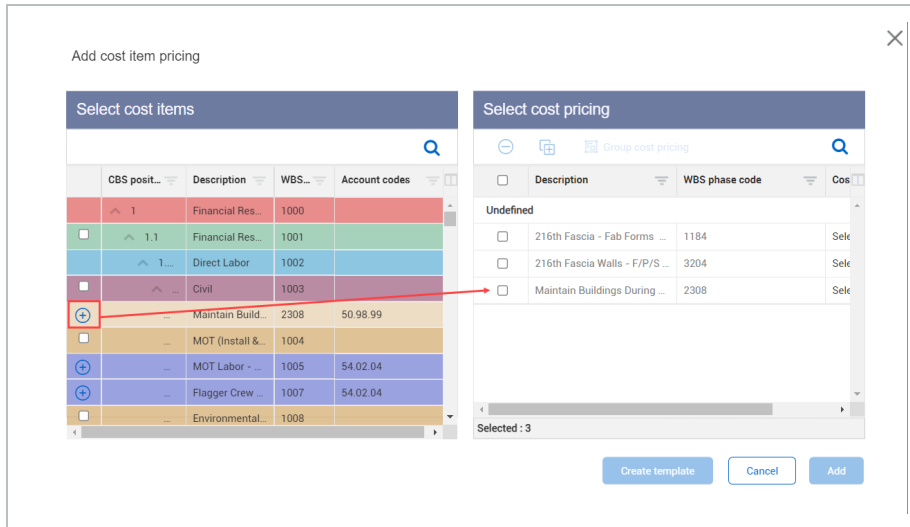 Add cost item pricing
Select cost items
CBS posit... Description WBS... Account codes
1 Financial Res... 1000
1.1 Financial Res... 1001
1.... Direct Labor 1002
... Civil 1003
... Maintain Build... 2308 50.98.99
... MOT (Install &... 1004
... MOT Labor - ... 1005 54.02.04
... Flagger Crew ... 1007 54.02.04
... Environmental... 1008
Select cost pricing
Group cost pricing
Description WBS phase code Cos
Undefined
216th Fascia - Fab Forms ... 1184 Sele
216th Fascia Walls - F/P/S ... 3204 Sele
Maintain Buildings During ... 2308 Sele
Selected : 3
Create template Cancel Add